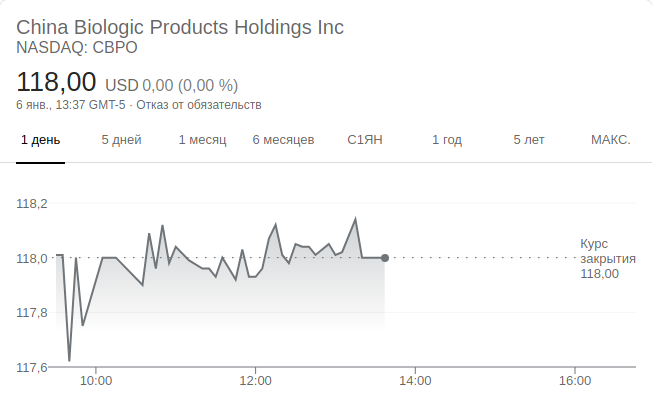 China Biologic Products Holdings Inc
NASDAQ: CBPO
118,00 USD 0,00 (0,00 %)
6 янв., 13:37 GMT-5 · Отказ от обязательств
1 день 5 дней 1 месяц 6 месяцев С1ЯН 1 год 5 лет МАКС.
118,2
118,0
117,8
117,6
Курс
закрытия
118,00
10:00 12:00 14:00 16:00